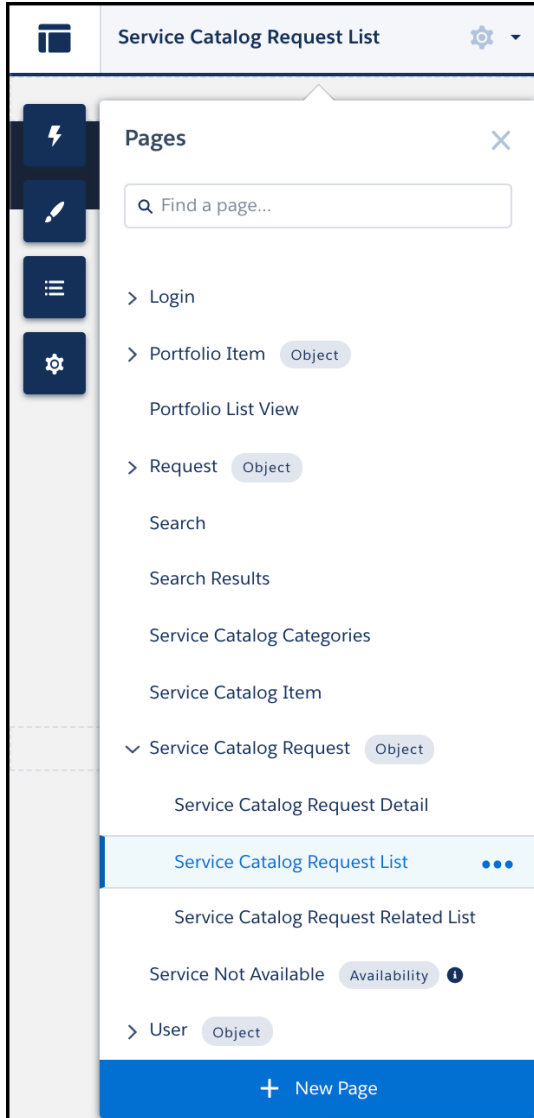 Service Catalog Request List
Pages
Find a page...
Login
Portfolio Item Object
Portfolio List View
Request Object
Search
Search Results
Service Catalog Categories
Service Catalog Item
Service Catalog Request Object
Service Catalog Request Detail
Service Catalog Request List
Service Catalog Request Related List
Service Not Available Availability
User Object
New Page